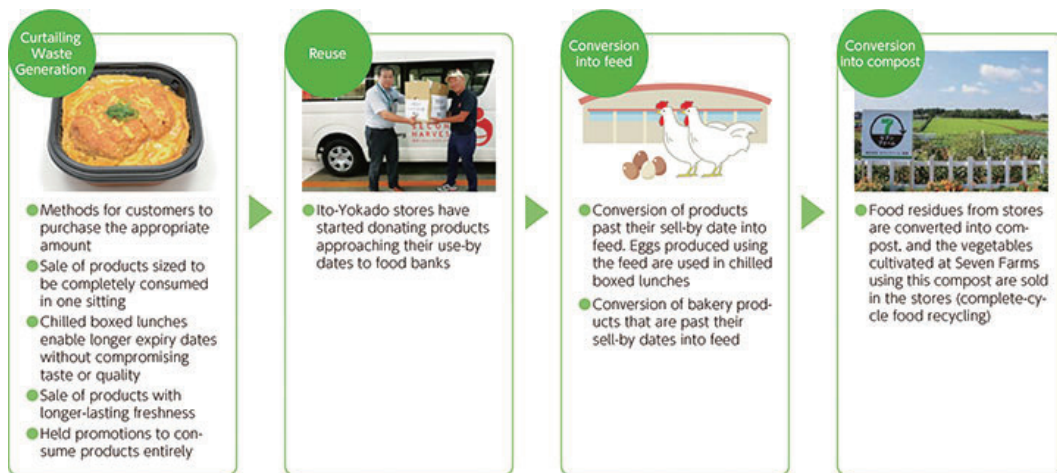 Curtailing
Waste
Generation
Methods for customers to
purchase the appropriate
amount
Sale of products sized to
be completely consumed
in one sitting
Chilled boxed lunches
enable longer expiry dates
without compromising
taste or quality
Sale of products with
longer-lasting freshness
Held promotions to con-
sume products entirely
Reuse
SECOND
HARVEST
Ito-Yokado stores have
started donating products
approaching their use-by
dates to food banks
Conversion
into feed
Conversion of products
past their sell-by date into
feed. Eggs produced using
the feed are used in chilled
boxed lunches
Conversion of bakery prod-
ucts that are past their
sell-by dates into feed
Conversion
into compost
7
Food residues from stores
are converted into com-
post, and the vegetables
cultivated at Seven Farms
using this compost are sold
in the stores (complete-cy-
cle food recycling)